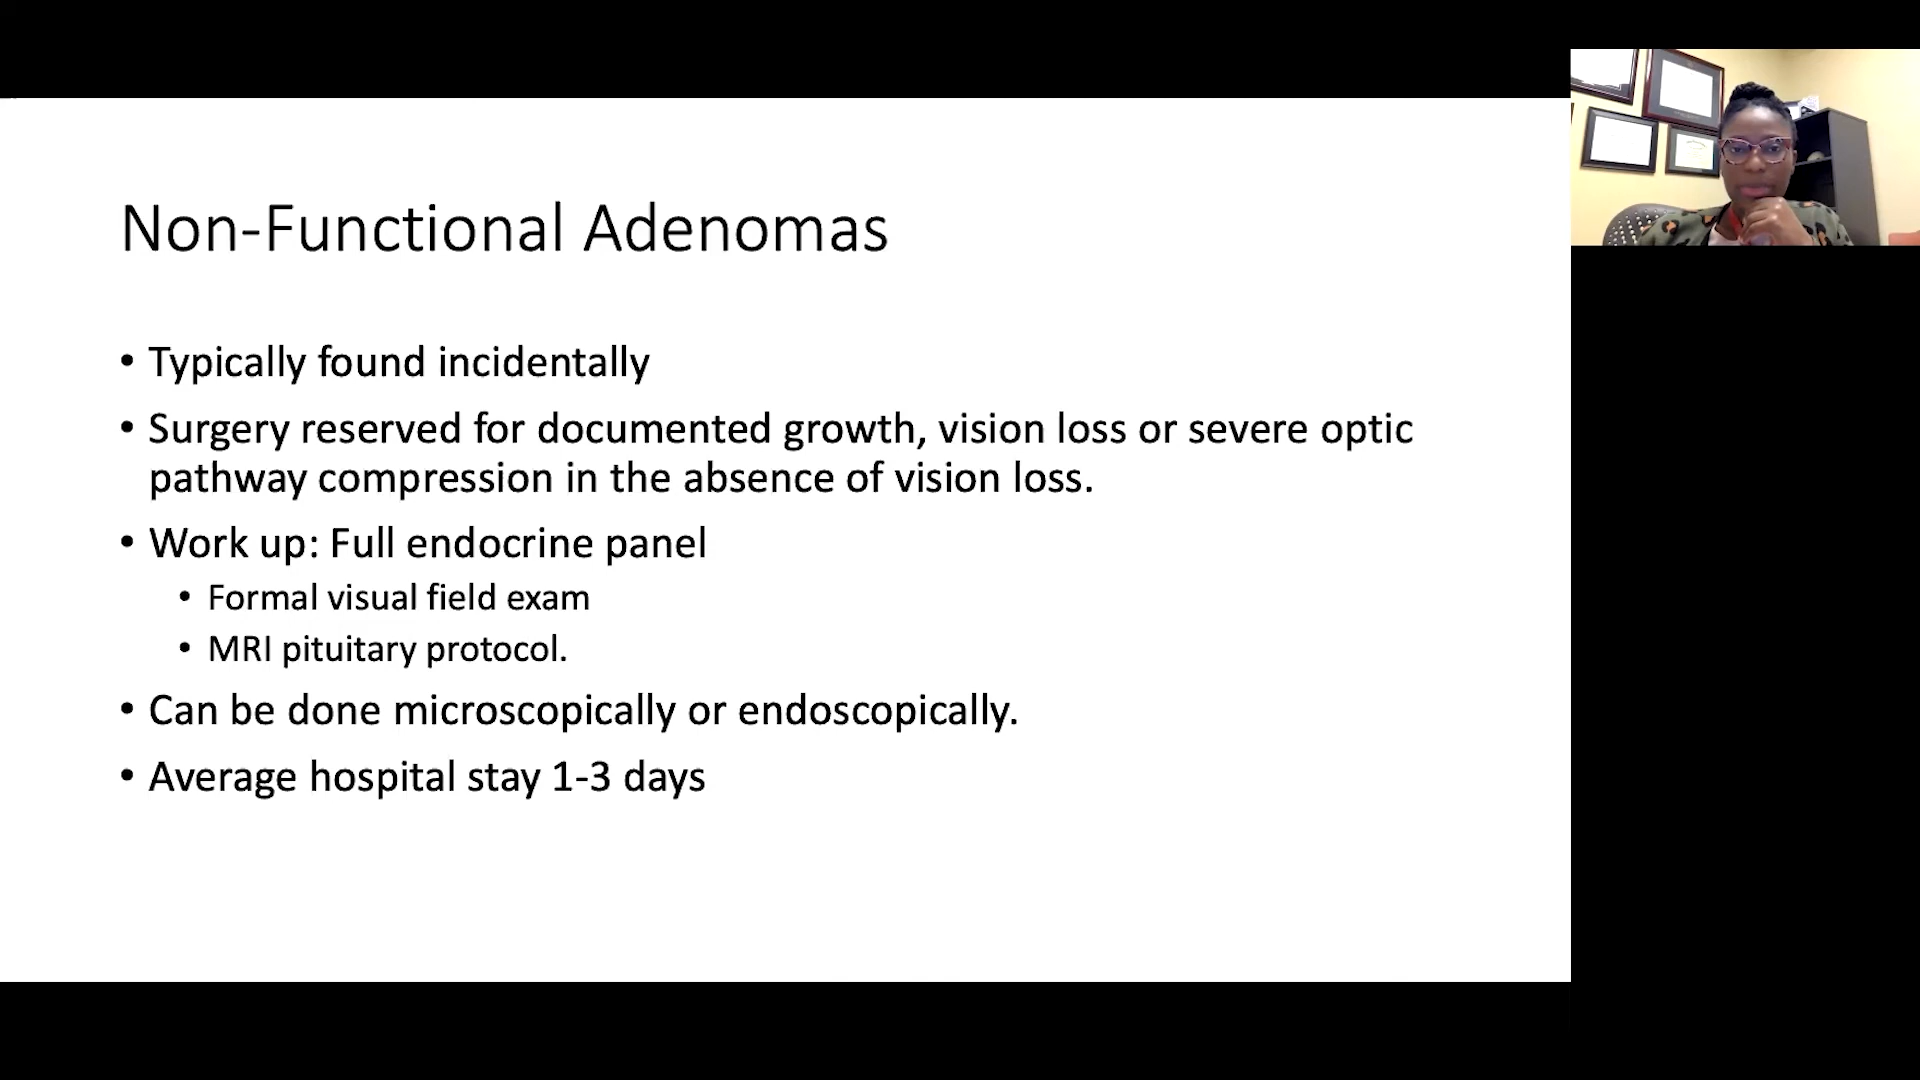 Non-Functional Adenomas
• Typically found incidentally
• Surgery reserved for documented growth, vision loss or severe optic
pathway compression in the absence of vision loss.
• Work up: Full endocrine panel
• Formal visual field exam
• MRI pituitary protocol.
• Can be done microscopically or endoscopically.
• Average hospital stay 1-3 days